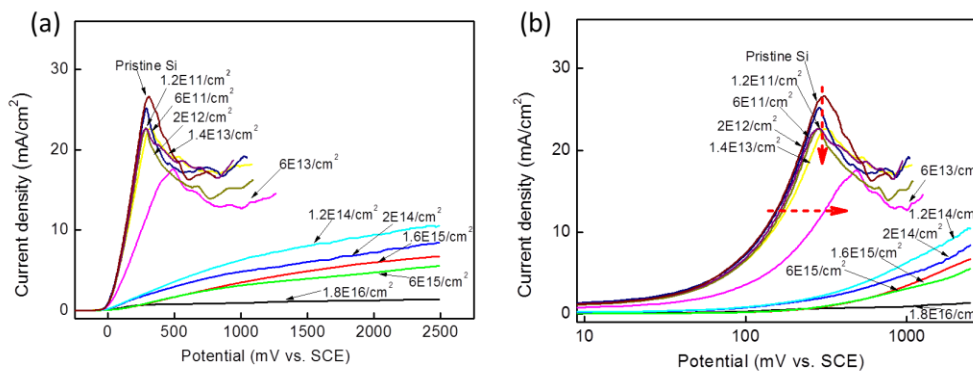 (a)
Current density (mA/cm²)
30
20
10
0
Pristine Si
1.2E11/cm²
6E11/cm²
2E12/cm²
1.4E13/cm²
6E13/cm²
1.2E14/cm²
2E14/cm²
1.6E15/cm²
6E15/cm²
1.8E16/cm²
0 500 1000 1500 2000 2500
Potential (mV vs. SCE)
(b)
Current density (mA/cm²)
30
20
10
0
Pristine Si
1.2E11/cm²
6E11/cm²
2E12/cm²
1.4E13/cm²
6E13/cm²
1.2E14/cm²
2E14/cm²
1.6E15/cm²
6E15/cm²
1.8E16/cm
10 100 1000
Potential (mV vs. SCE)